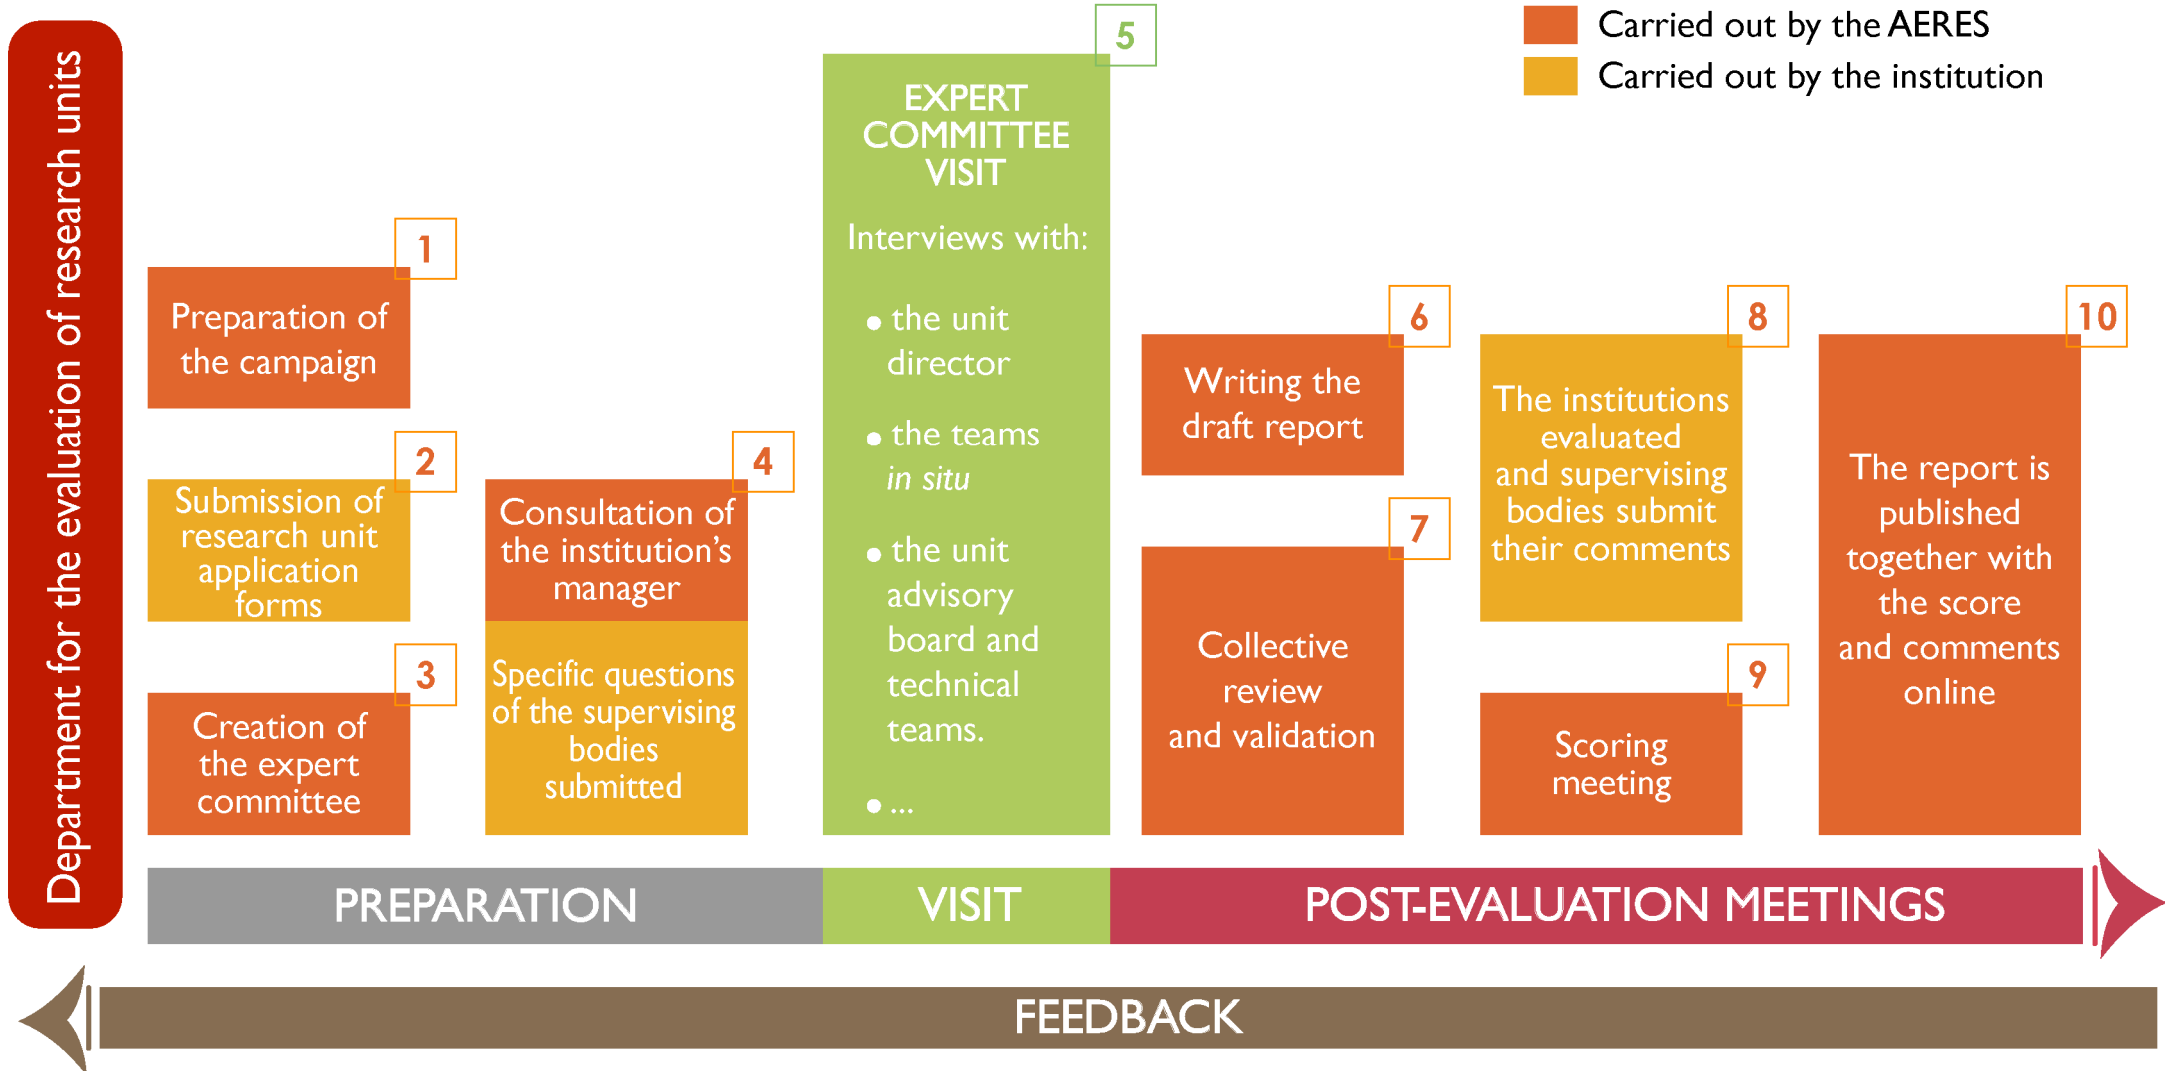 Department for the evaluation of research units
Carried out by the AERES
Carried out by the institution
1
Preparation of
the campaign
2
Submission of
research unit
application
forms
3
Creation of
the expert
committee
4
Consultation of
the institution’s
manager
Specific questions
of the supervising
bodies
submitted
5
EXPERT
COMMITTEE
VISIT
Interviews with:
• the unit
director
• the teams
in situ
• the unit
advisory
board and
technical
teams.
• ...
6
Writing the
draft report
7
Collective
review
and validation
8
The institutions
evaluated
and supervising
bodies submit
their comments
9
Scoring
meeting
10
The report is
published
together with
the score
and comments
online
PREPARATION
VISIT
POST-EVALUATION MEETINGS
FEEDBACK